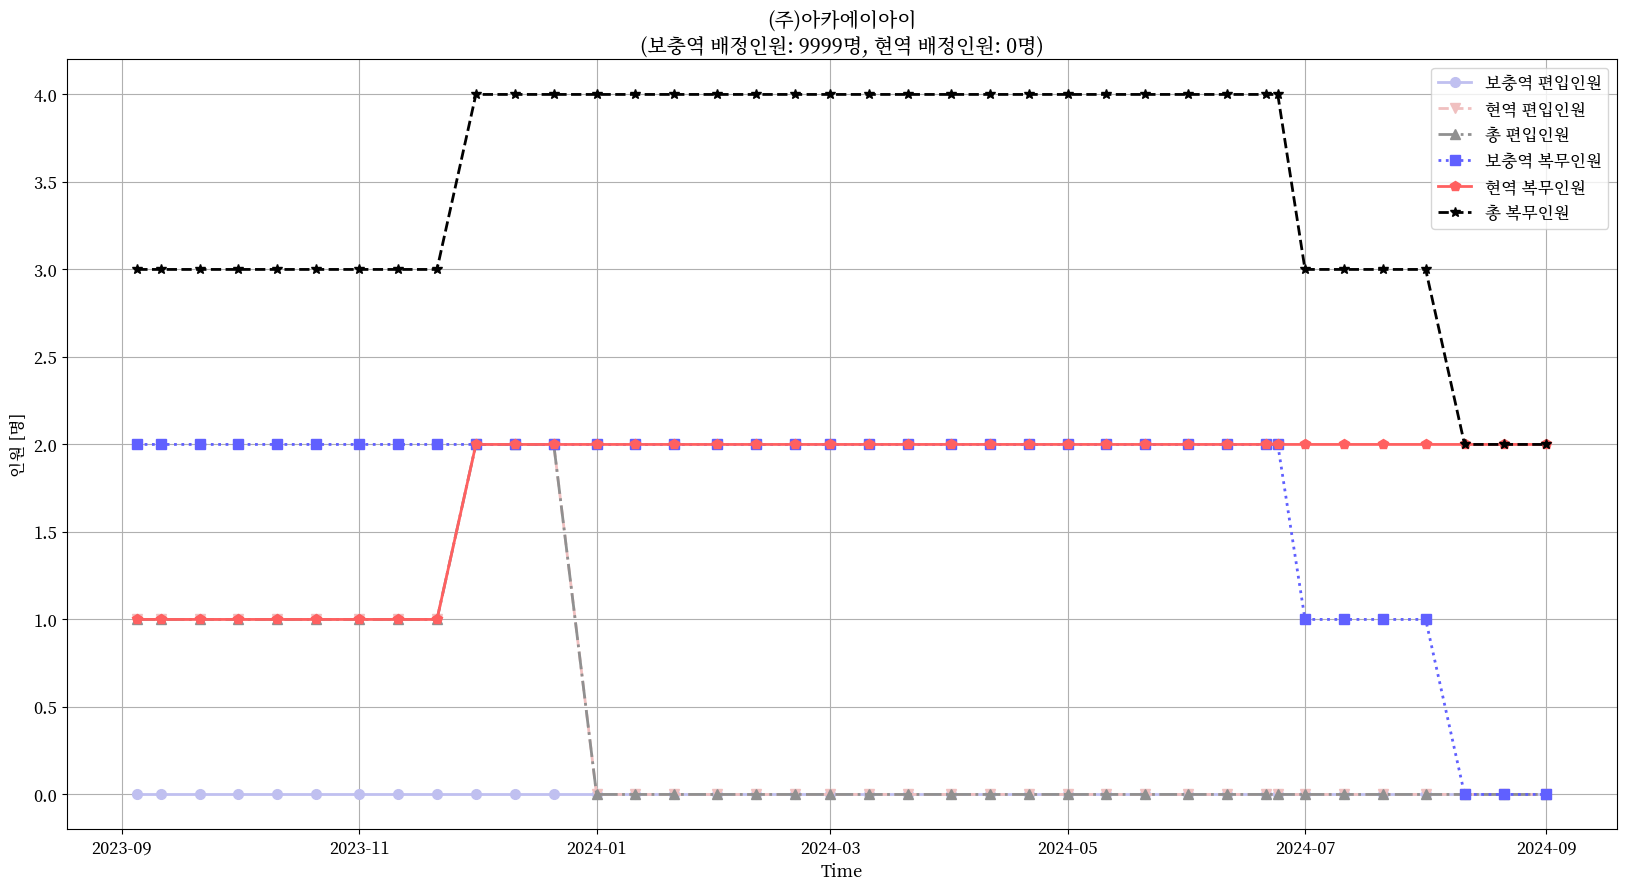 (주)아카에이아이
(보충역 배정인원: 9999명, 현역 배정인원: 0명)
4.0
3.5
3.0
2.5
2.0
1.5
1.0
0.5
0.0
인원 [명]
보충역 편입인원
현역 편입인원
총 편입인원
보충역 복무인원
현역 복무인원
총 복무인원
2023-09
2023-11
2024-01
2024-03
2024-05
2024-07
2024-09
Time